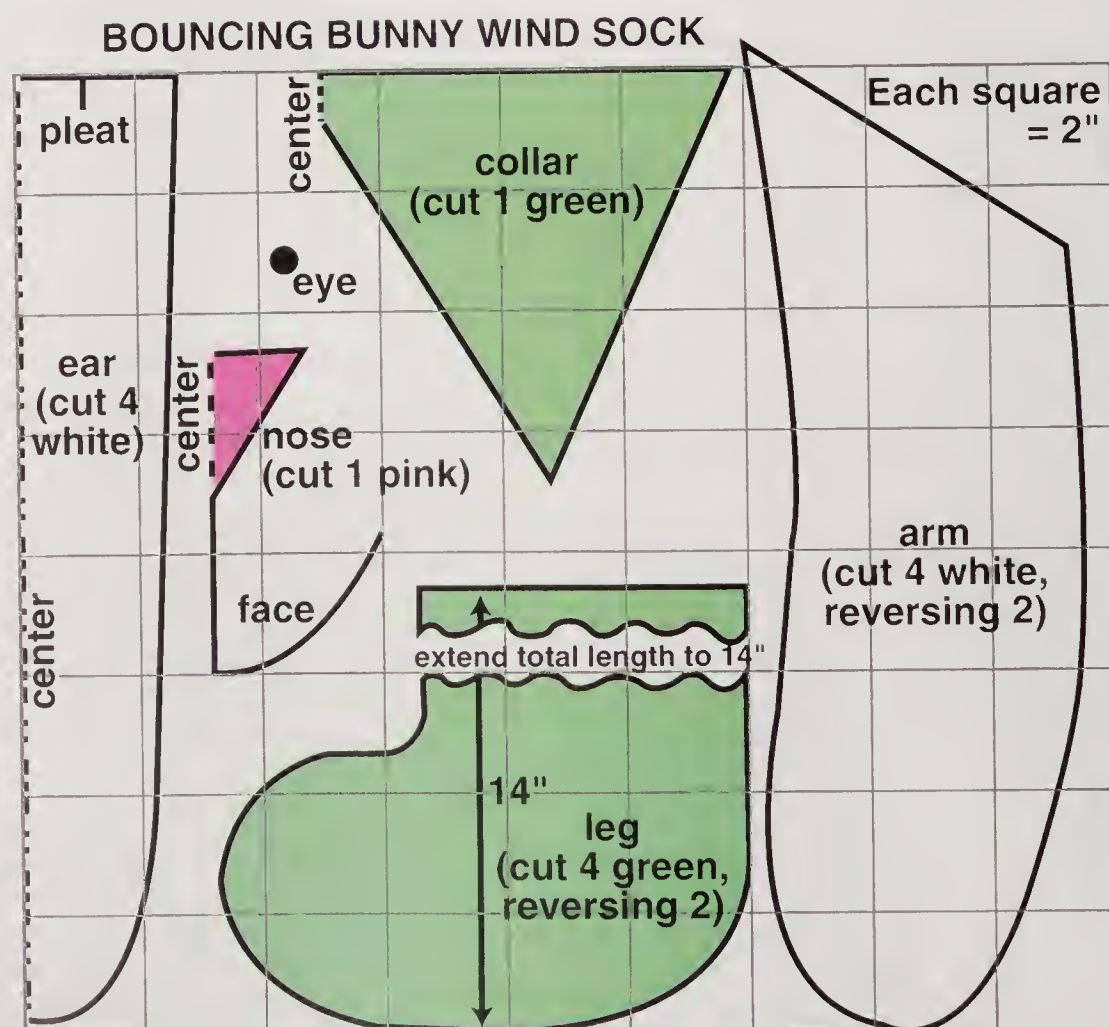 BOUNCING BUNNY WIND SOCK
pleat
center
collar
(cut 1 green)
Each square
= 2"
eye
ear
(cut 4
white)
center
nose
(cut 1 pink)
arm
(cut 4 white,
reversing 2)
face
center
extend total length to 14"
14"
leg
(cut 4 green,
reversing 2)